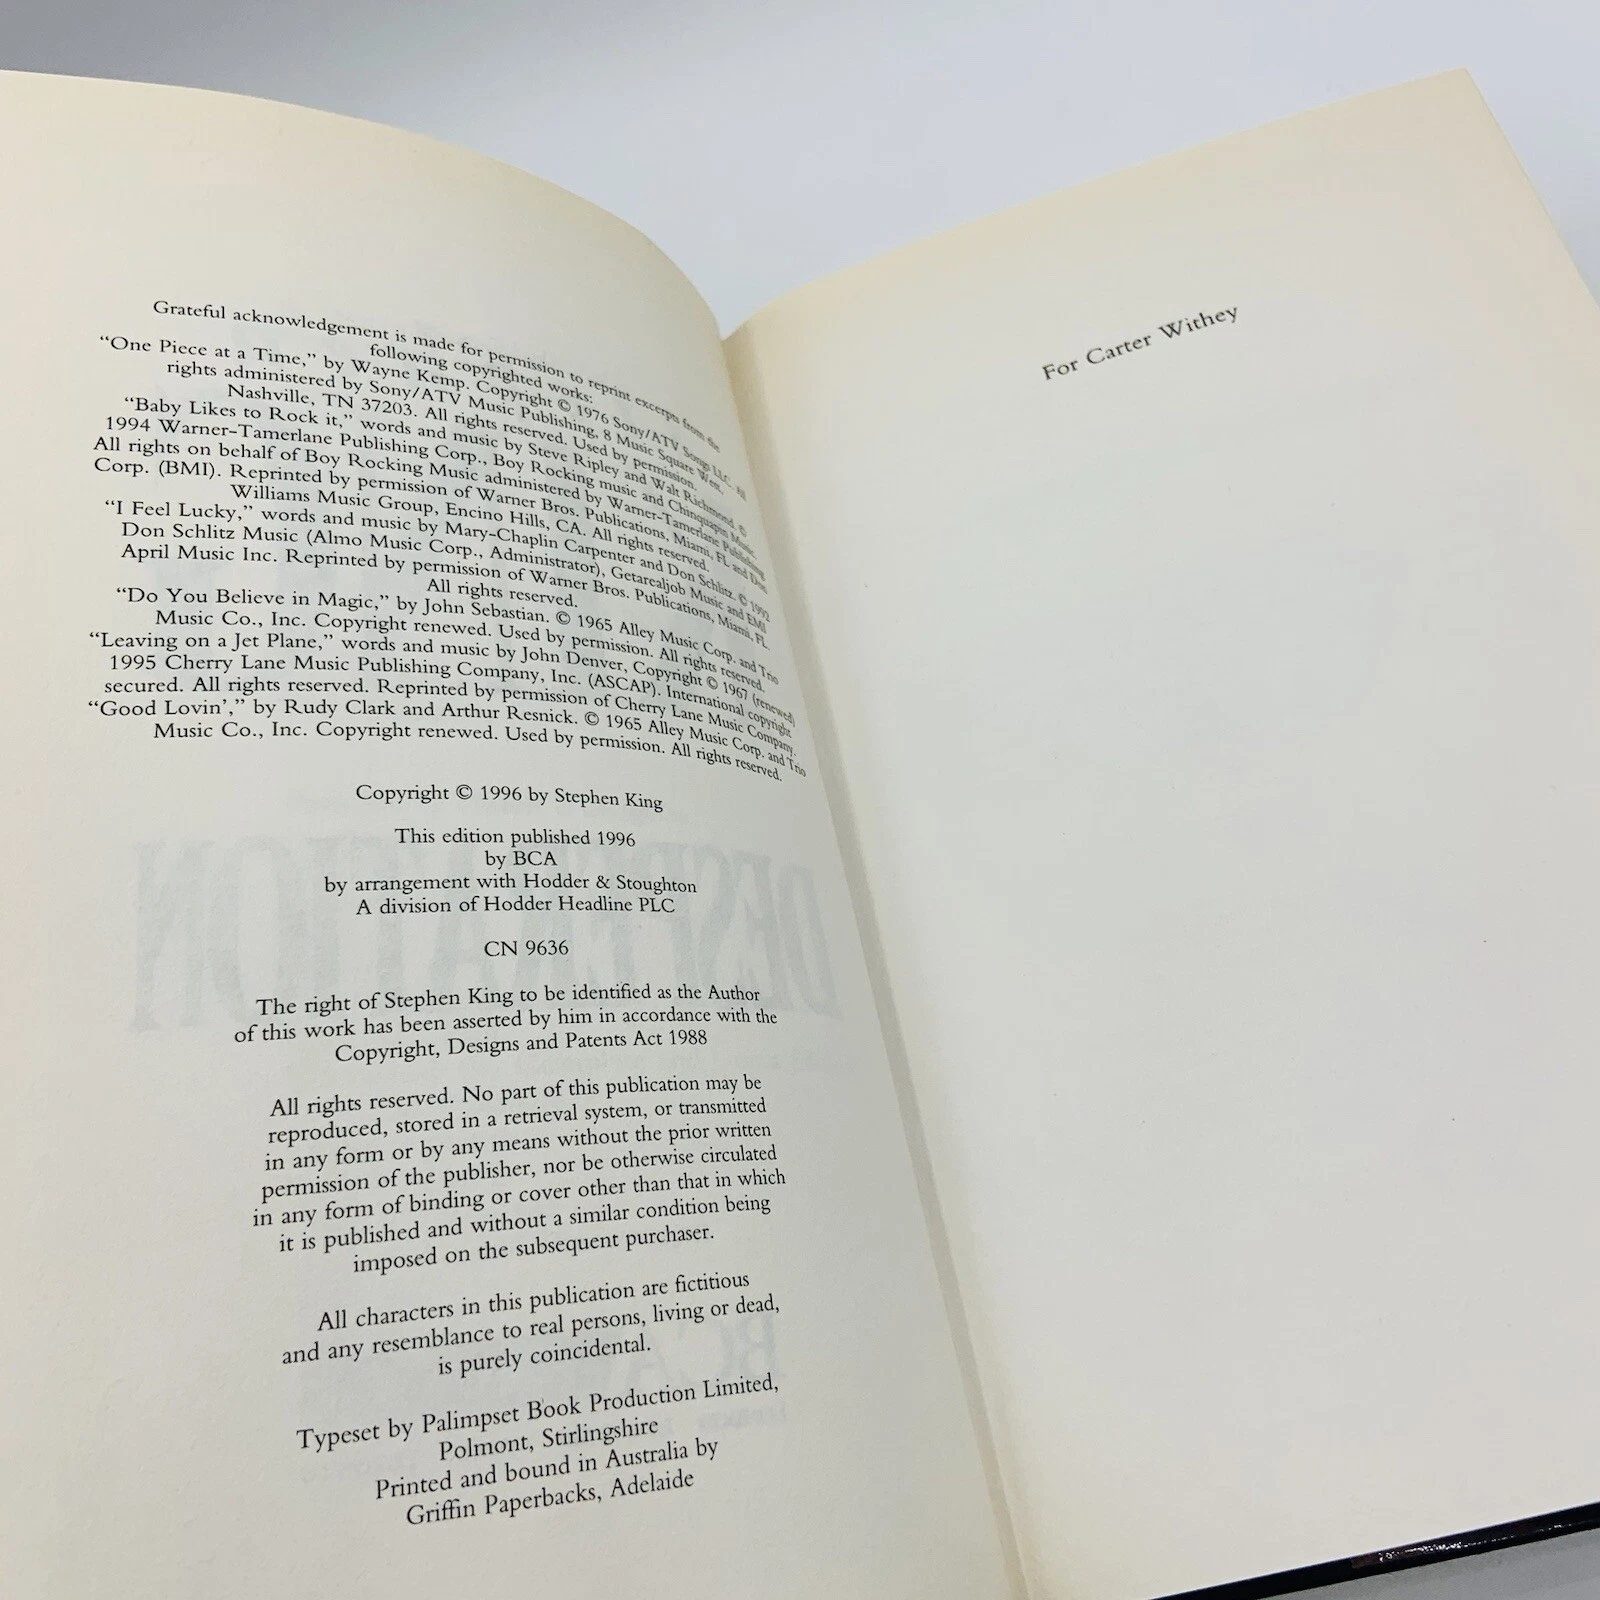 Grateful acknowledgement is made for permission to reprint excerpts from the
following copyrighted works:
“One Piece at a Time,” by Wayne Kemp. Copyright © 1976 Sony/ATV Songs LLC. All
rights administered by Sony/ATV Music Publishing, 8 Music Square West,
Nashville, TN 37203. All rights reserved. Used by permission.
“Baby Likes to Rock it,” words and music by Steve Ripley and Walt Richmond. ©
1994 Warner-Tamerlane Publishing Corp., Boy Rocking music and Chinquapin Music.
All rights on behalf of Boy Rocking Music administered by Warner-Tamerlane Publishing
Corp. (BMI). Reprinted by permission of Warner Bros. Publications, Miami, FL and Don
Williams Music Group, Encino Hills, CA. All rights reserved.
“I Feel Lucky,” words and music by Mary-Chaplin Carpenter and Don Schlitz. © 1992
Don Schlitz Music (Almo Music Corp., Administrator), Getarealjob Music and EMI
April Music Inc. Reprinted by permission of Warner Bros. Publications, Miami, FL.
All rights reserved.
“Do You Believe in Magic,” by John Sebastian. © 1965 Alley Music Corp. and Trio
Music Co., Inc. Copyright renewed. Used by permission. All rights reserved.
“Leaving on a Jet Plane,” words and music by John Denver, Copyright © 1967 (renewed)
1995 Cherry Lane Music Publishing Company, Inc. (ASCAP). International copyright
secured. All rights reserved. Reprinted by permission of Cherry Lane Music Company.
“Good Lovin’,” by Rudy Clark and Arthur Resnick. © 1965 Alley Music Corp. and Trio
Music Co., Inc. Copyright renewed. Used by permission. All rights reserved.
Copyright © 1996 by Stephen King
This edition published 1996
by BCA
by arrangement with Hodder & Stoughton
A division of Hodder Headline PLC
CN 9636
The right of Stephen King to be identified as the Author
of this work has been asserted by him in accordance with the
Copyright, Designs and Patents Act 1988
All rights reserved. No part of this publication may be
reproduced, stored in a retrieval system, or transmitted
in any form or by any means without the prior written
permission of the publisher, nor be otherwise circulated
in any form of binding or cover other than that in which
it is published and without a similar condition being
imposed on the subsequent purchaser.
All characters in this publication are fictitious
and any resemblance to real persons, living or dead,
is purely coincidental.
Typeset by Palimpset Book Production Limited,
Polmont, Stirlingshire
Printed and bound in Australia by
Griffin Paperbacks, Adelaide
For Carter Withey